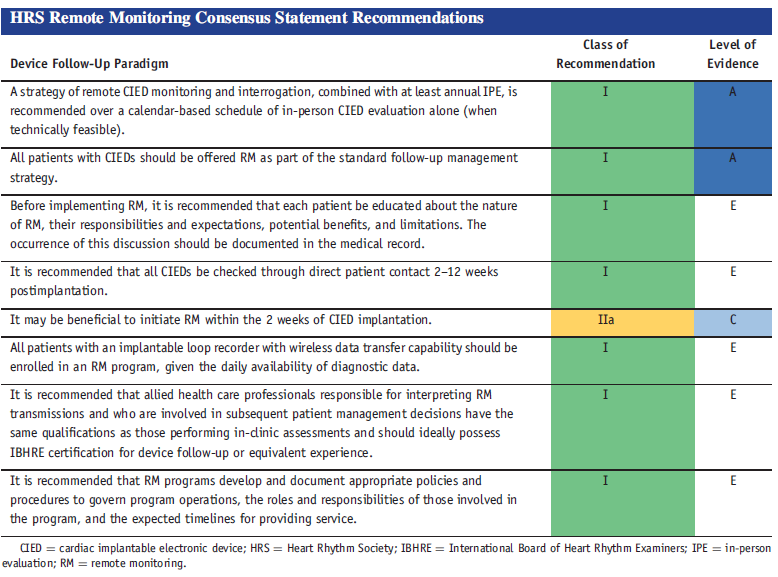 HRS Remote Monitoring Consensus Statement Recommendations
Device Follow-Up Paradigm
Class of
Recommendation
Level of
Evidence
A strategy of remote CIED monitoring and interrogation, combined with at least annual IPE, is
recommended over a calendar-based schedule of in-person CIED evaluation alone (when
technically feasible).
I
A
All patients with CIEDs should be offered RM as part of the standard follow-up management
strategy.
I
A
Before implementing RM, it is recommended that each patient be educated about the nature
of RM, their responsibilities and expectations, potential benefits, and limitations. The
occurrence of this discussion should be documented in the medical record.
I
E
It is recommended that all CIEDs be checked through direct patient contact 2–12 weeks
postimplantation.
I
E
It may be beneficial to initiate RM within the 2 weeks of CIED implantation.
IIa
C
All patients with an implantable loop recorder with wireless data transfer capability should be
enrolled in an RM program, given the daily availability of diagnostic data.
I
E
It is recommended that allied health care professionals responsible for interpreting RM
transmissions and who are involved in subsequent patient management decisions have the
same qualifications as those performing in-clinic assessments and should ideally possess
IBHRE certification for device follow-up or equivalent experience.
I
E
It is recommended that RM programs develop and document appropriate policies and
procedures to govern program operations, the roles and responsibilities of those involved in
the program, and the expected timelines for providing service.
I
E
CIED = cardiac implantable electronic device; HRS = Heart Rhythm Society; IBHRE = International Board of Heart Rhythm Examiners; IPE = in-person
evaluation; RM = remote monitoring.